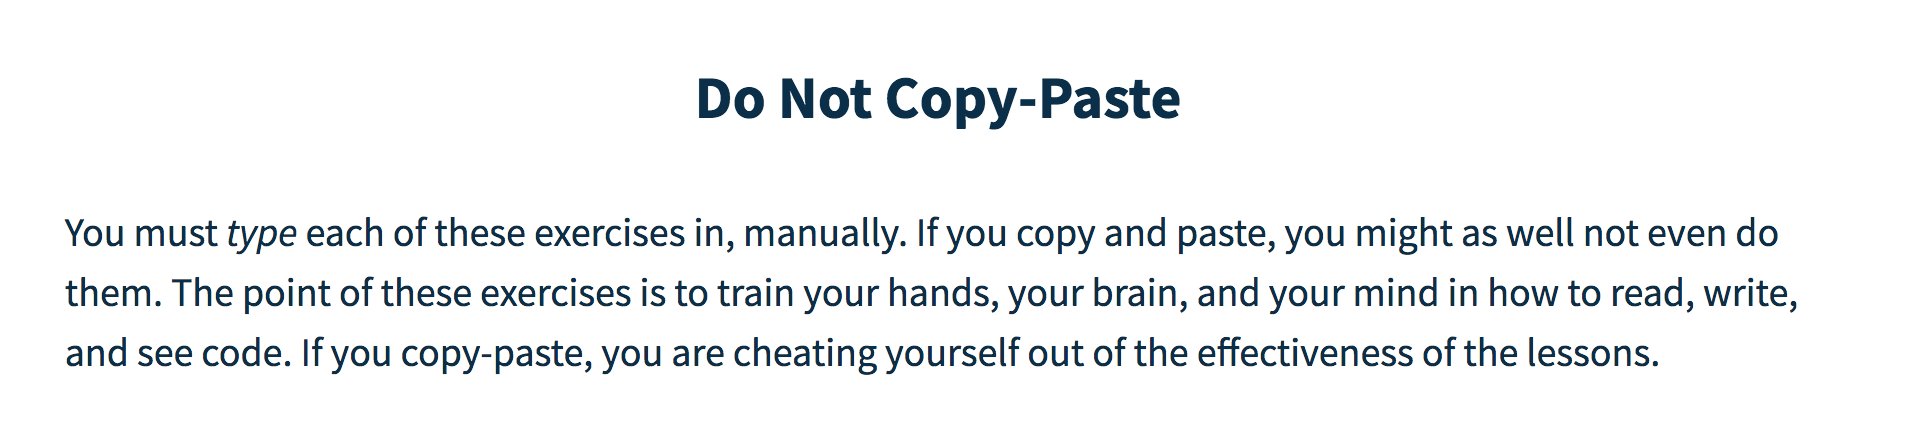 Do Not Copy-Paste
You must type each of these exercises in, manually. If you copy and paste, you might as well not even do
them. The point of these exercises is to train your hands, your brain, and your mind in how to read, write,
and see code. If you copy-paste, you are cheating yourself out of the effectiveness of the lessons.